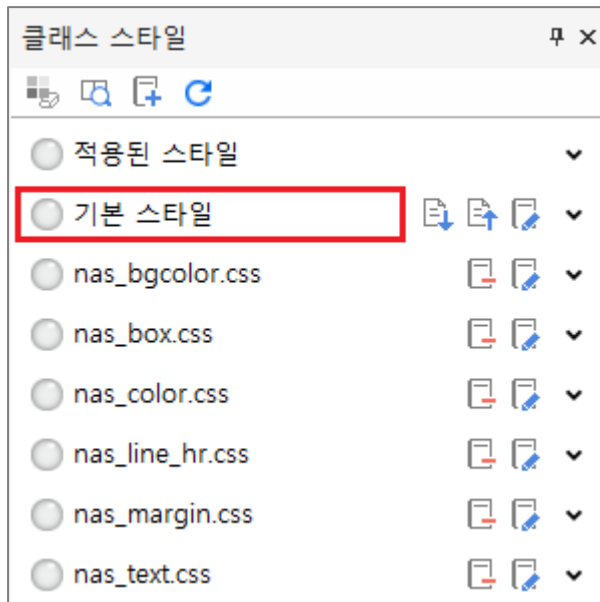 클래스 스타일
적용된 스타일
기본 스타일
nas_bgcolor.css
nas_box.css
nas_color.css
nas_line_hr.css
nas_margin.css
nas_text.css